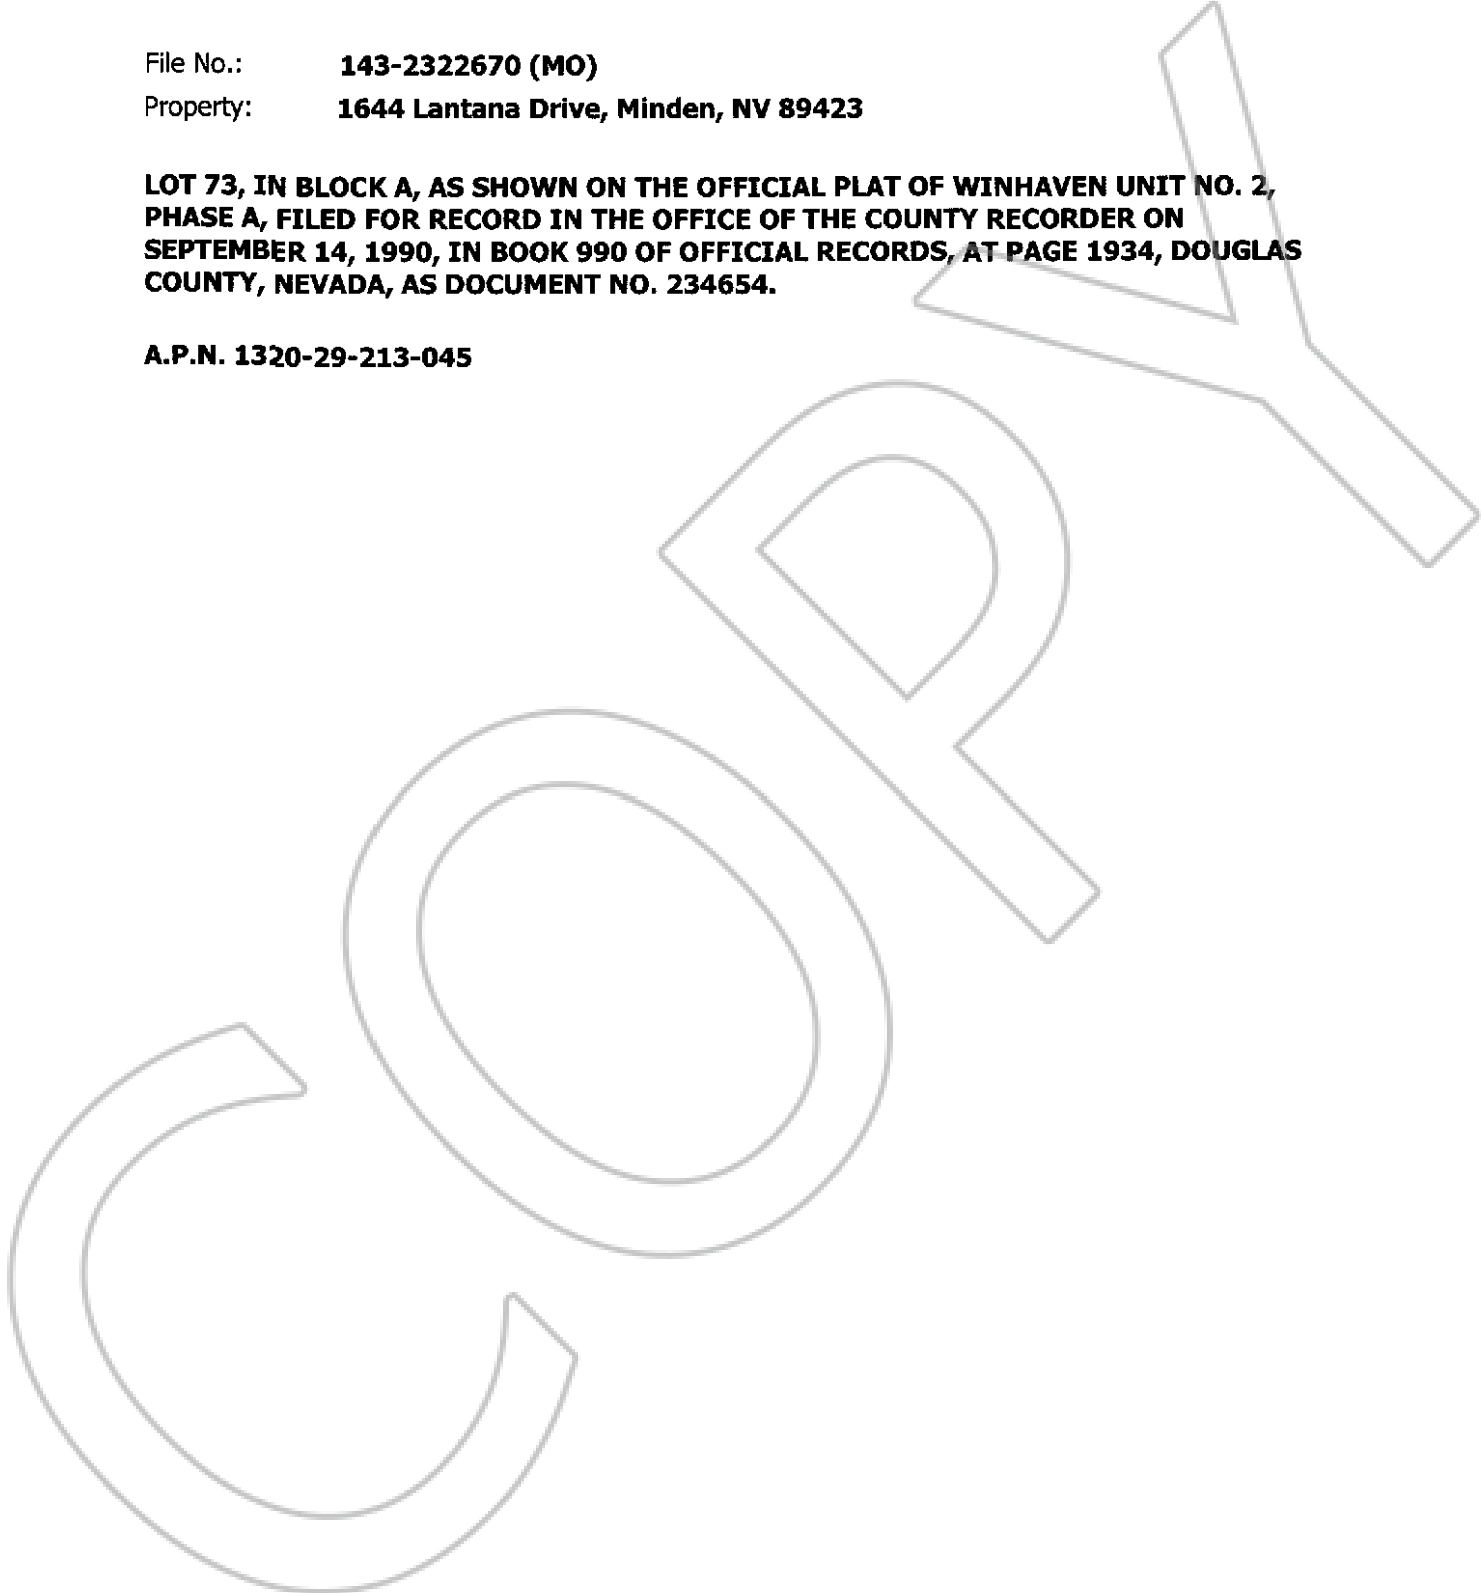 File No.: 143-2322670 (MO)
Property: 1644 Lantana Drive, Minden, NV 89423
LOT 73, IN BLOCK A, AS SHOWN ON THE OFFICIAL PLAT OF WINHAVEN UNIT NO. 2,
PHASE A, FILED FOR RECORD IN THE OFFICE OF THE COUNTY RECORDER ON
SEPTEMBER 14, 1990, IN BOOK 990 OF OFFICIAL RECORDS, AT PAGE 1934, DOUGLAS
COUNTY, NEVADA, AS DOCUMENT NO. 234654.
A.P.N. 1320-29-213-045
COPY